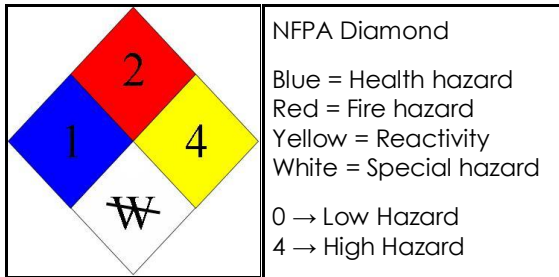 2
1
4
W
NFPA Diamond
Blue = Health hazard
Red = Fire hazard
Yellow = Reactivity
White = Special hazard
0 → Low Hazard
4 → High Hazard